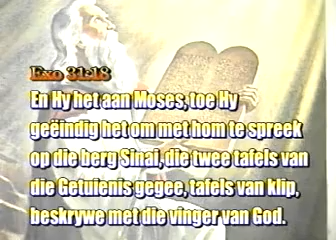 Exo 31:18
En Hy het aan Moses, toe Hy
geëindig het om met hom te spreek
op die berg Sinai, die twee tafels van
die Getuienis gegee, tafels van klip,
beskrywe met die vinger van God.